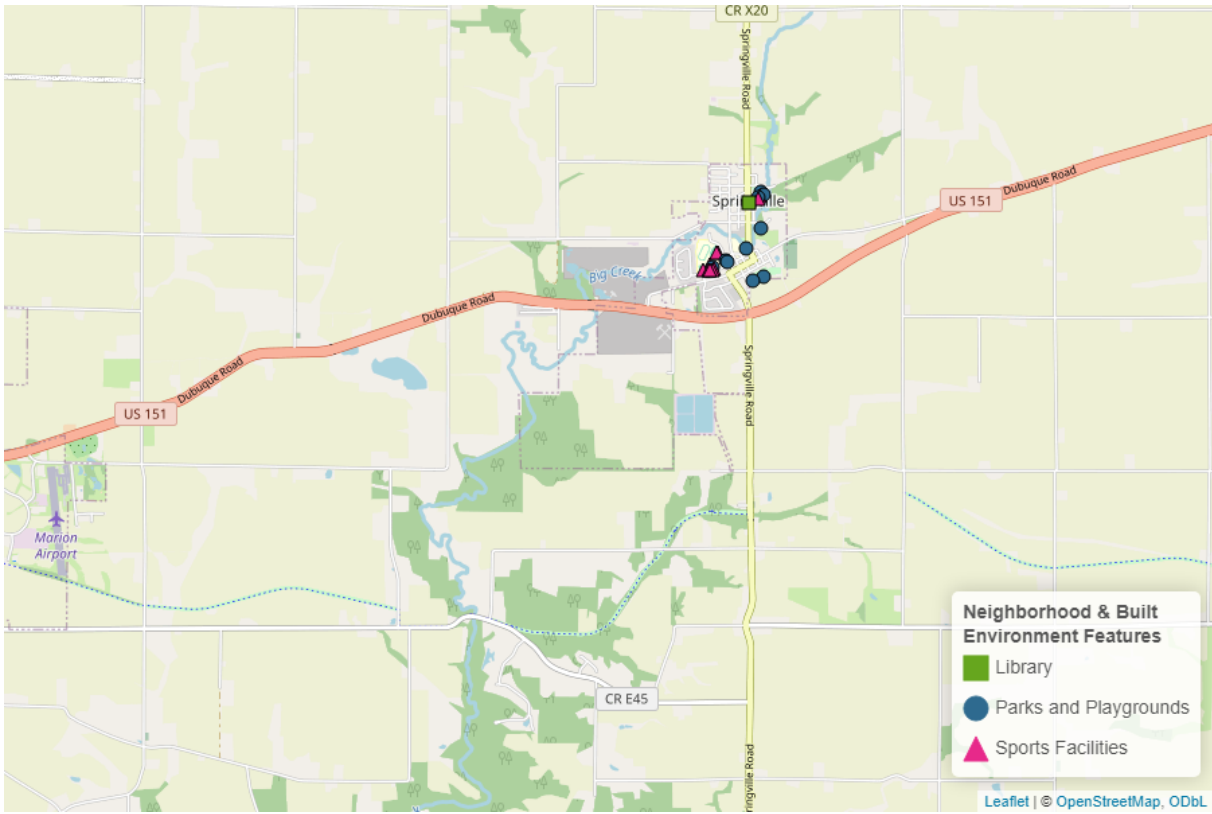 CR X20
Springville Road
Springville
US 151
Dubuque Road
Big Creek
Dubuque Road
Dubuque Road
US 151
Springville Road
Marion
Airport
Neighborhood & Built
Environment Features
Library
Parks and Playgrounds
Sports Facilities
CR E45
ringville Road
Leaflet | © OpenStreetMap, ODbL